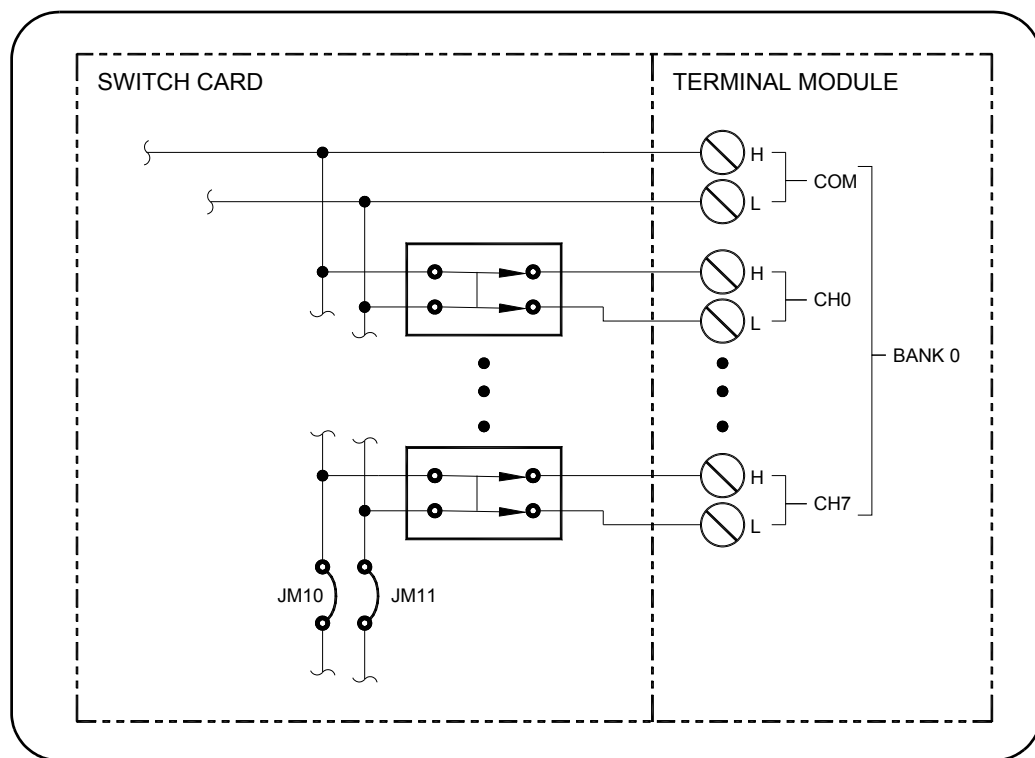 SWITCH CARD
TERMINAL MODULE
H
COM
L
H
CH0
L
BANK 0
H
CH7
L
JM10
JM11